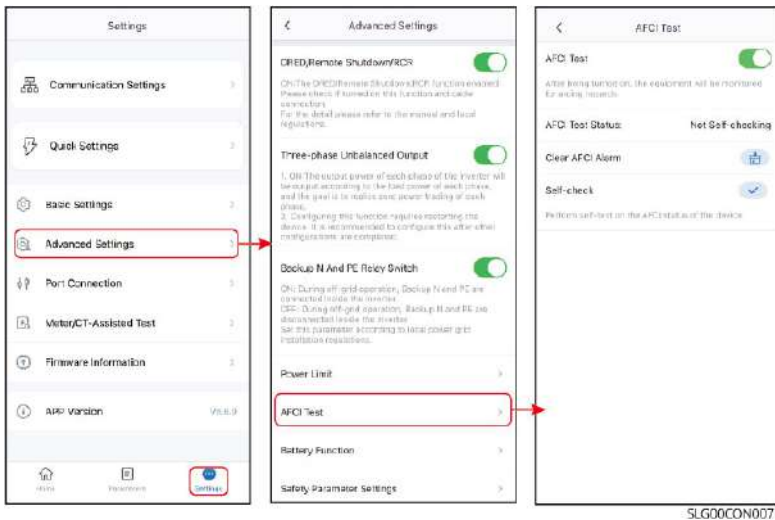 Settings
Communication Settings
Quick Settings
Basic Settings
Advanced Settings
Port Connection
Meter/CT-Assisted Test
Firmware Information
APP Version
Home
Parameters
Settings
Advanced Settings
DRED/Remote Shutdown/RCR
ON:The DRED/Remote Shutdown/RCR function enabled
Please check if turned on this function and cable
connection
For the detail please refer to the manual and local
regulations.
Three-phase Unbalanced Output
1. ON:The output power of each phase of the inverter will
be output according to the load power of each phase,
and the goal is to realize zero power trading of each
phase.
2. Configuring this function requires restarting the
device. It is recommended to configure this after other
configurations are completed.
Backup N And PE Relay Switch
ON: During off-grid operation, Backup N and PE are
connected inside the inverter.
OFF: During off-grid operation, Backup N and PE are
disconnected inside the inverter.
Set this parameter according to local power grid
installation regulations.
Power Limit
AFCI Test
Battery Function
Safety Parameter Settings
AFCI Test
AFCI Test
After being turned on, the equipment will be monitored
for arcing hazards.
AFCI Test Status: Not Self-checking
Clear AFCI Alarm
Self-check
Perform self-test on the AFCI status of the device
SLG00CON007